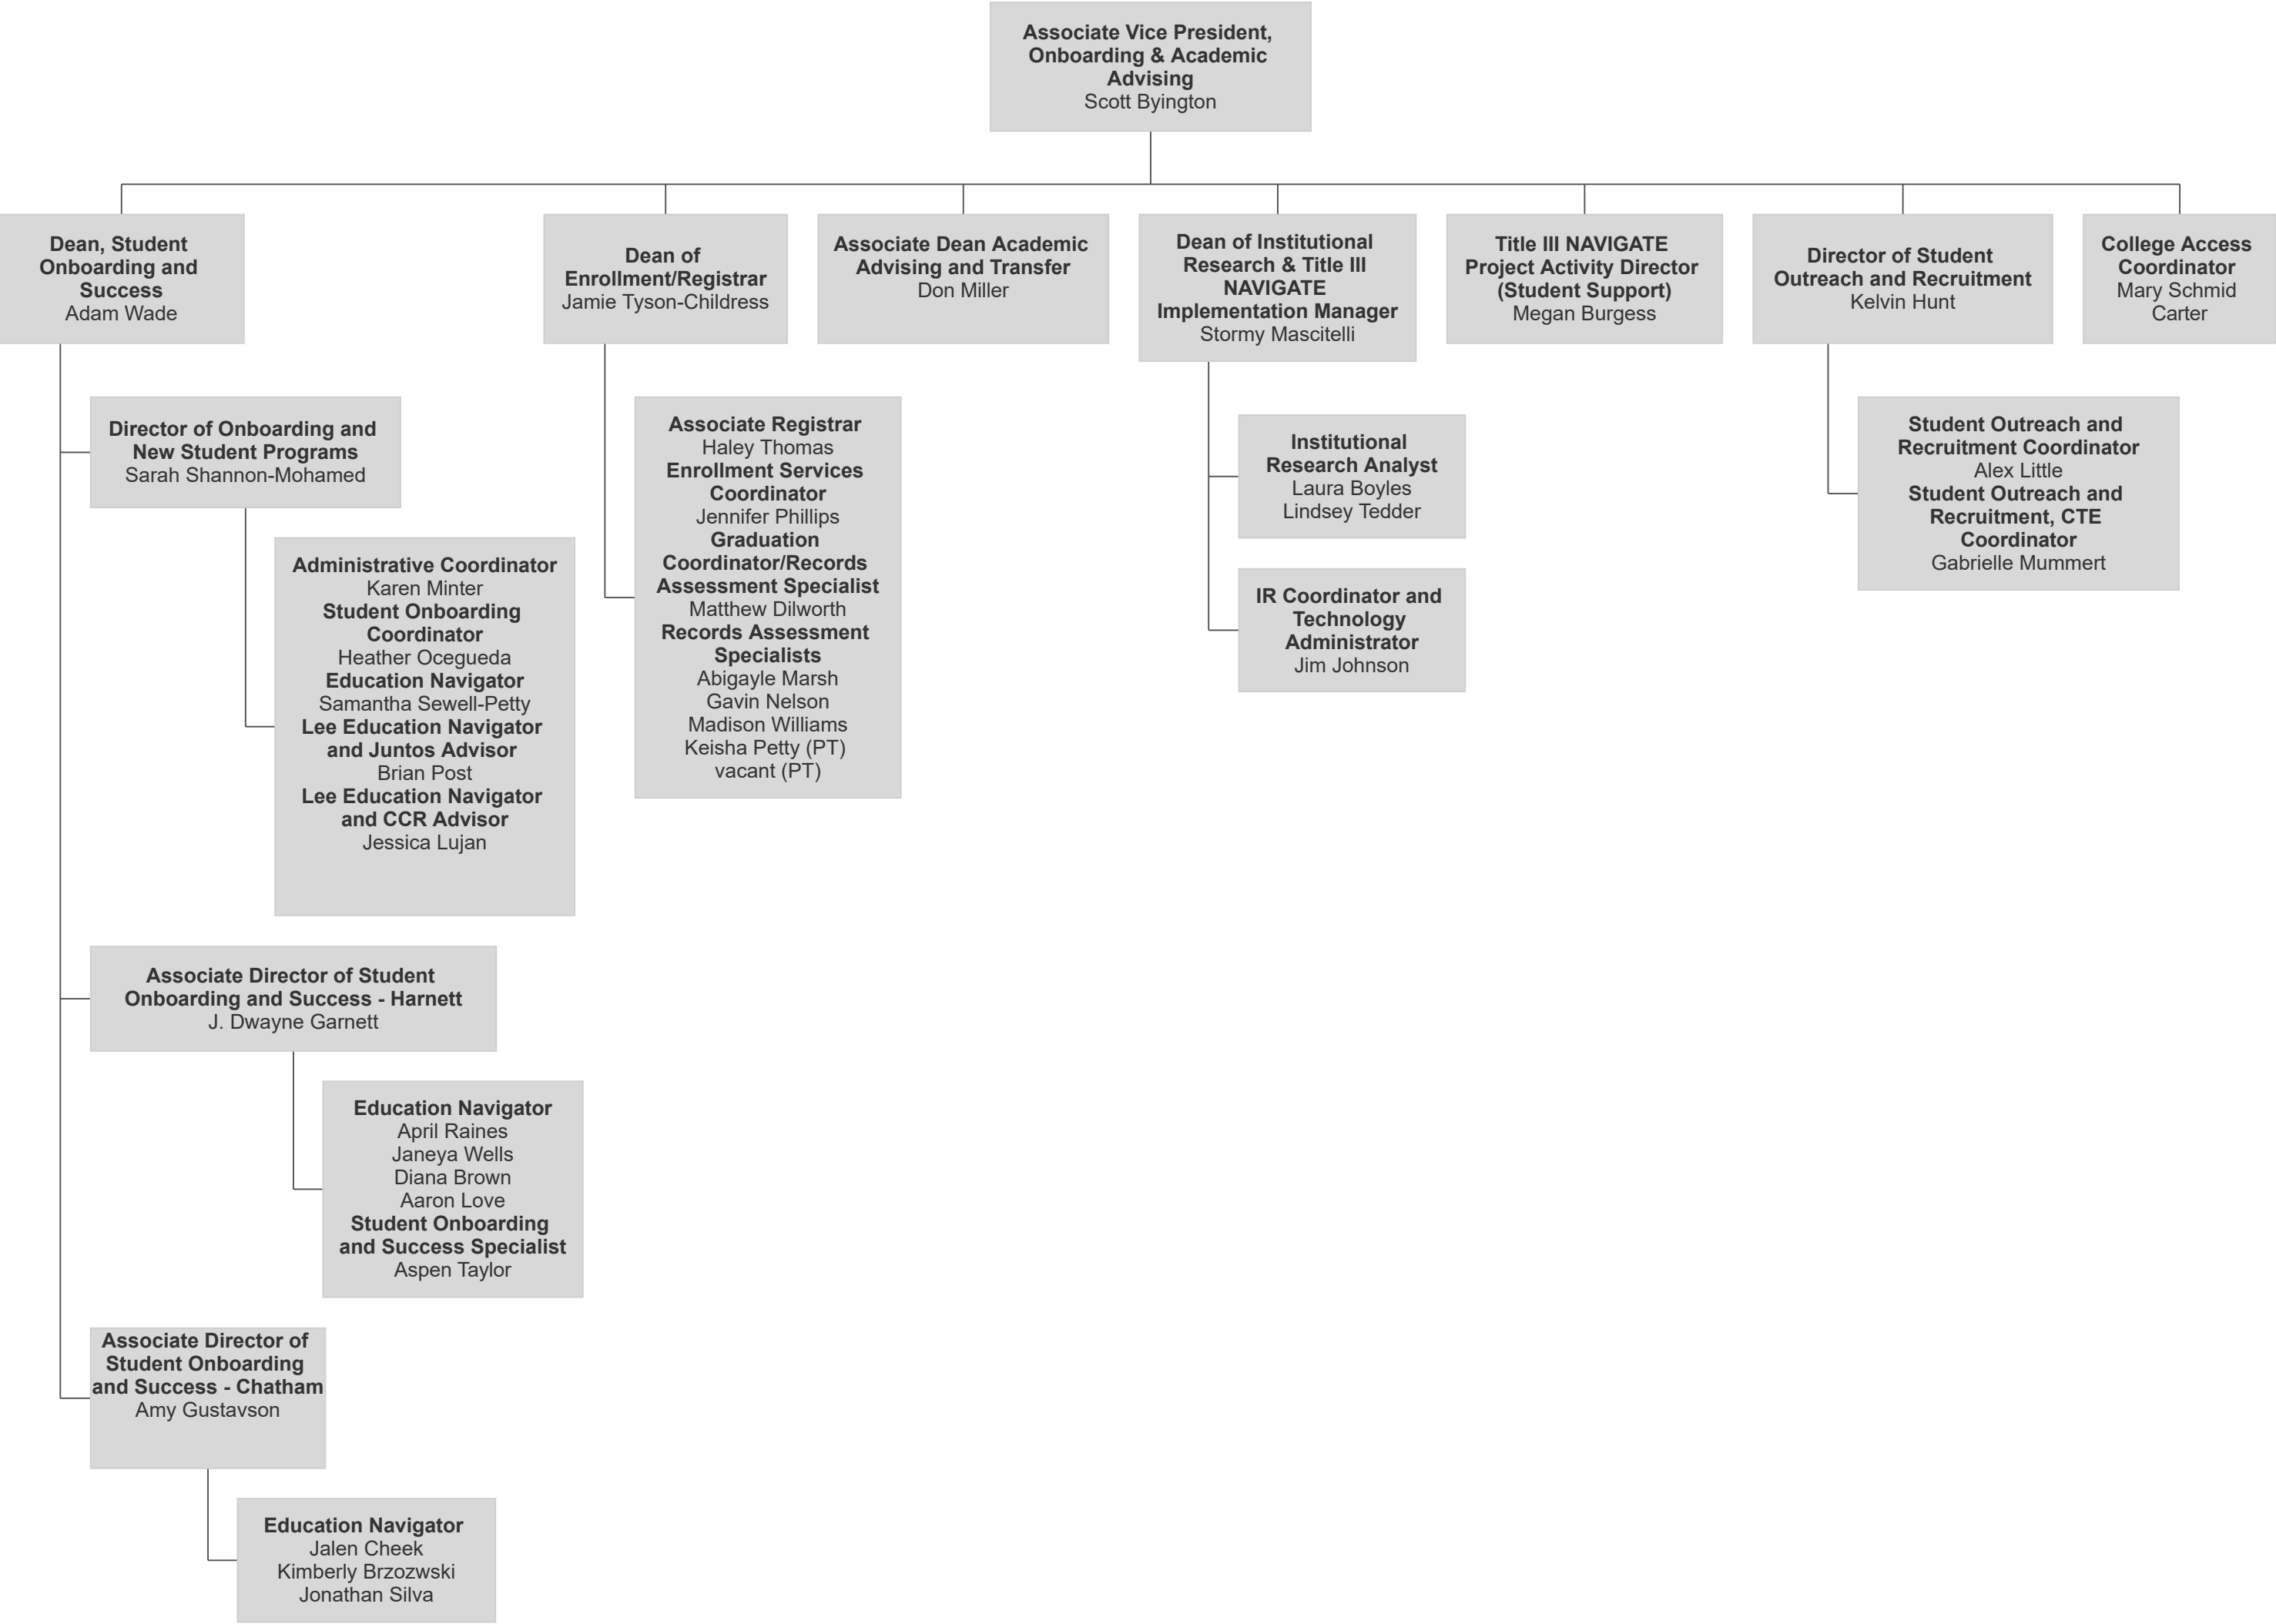 Associate Vice President,
Onboarding & Academic
Advising
Scott Byington
Dean, Student
Onboarding and
Success
Adam Wade
Dean of
Enrollment/Registrar
Jamie Tyson-Childress
Associate Dean Academic
Advising and Transfer
Don Miller
Dean of Institutional
Research & Title III
NAVIGATE
Implementation Manager
Stormy Mascitelli
Title III NAVIGATE
Project Activity Director
(Student Support)
Megan Burgess
Director of Student
Outreach and Recruitment
Kelvin Hunt
College Access
Coordinator
Mary Schmid
Carter
Director of Onboarding and
New Student Programs
Sarah Shannon-Mohamed
Administrative Coordinator
Karen Minter
Student Onboarding
Coordinator
Heather Ocegueda
Education Navigator
Samantha Sewell-Petty
Lee Education Navigator
and Juntos Advisor
Brian Post
Lee Education Navigator
and CCR Advisor
Jessica Lujan
Associate Director of Student
Onboarding and Success - Harnett
J. Dwayne Garnett
Education Navigator
April Raines
Janeya Wells
Diana Brown
Aaron Love
Student Onboarding
and Success Specialist
Aspen Taylor
Associate Director of
Student Onboarding
and Success - Chatham
Amy Gustavson
Education Navigator
Jalen Cheek
Kimberly Brzozwski
Jonathan Silva
Associate Registrar
Haley Thomas
Enrollment Services
Coordinator
Jennifer Phillips
Graduation
Coordinator/Records
Assessment Specialist
Matthew Dilworth
Records Assessment
Specialists
Abigayle Marsh
Gavin Nelson
Madison Williams
Keisha Petty (PT)
vacant (PT)
Institutional
Research Analyst
Laura Boyles
Lindsey Tedder
IR Coordinator and
Technology
Administrator
Jim Johnson
Student Outreach and
Recruitment Coordinator
Alex Little
Student Outreach and
Recruitment, CTE
Coordinator
Gabrielle Mummert